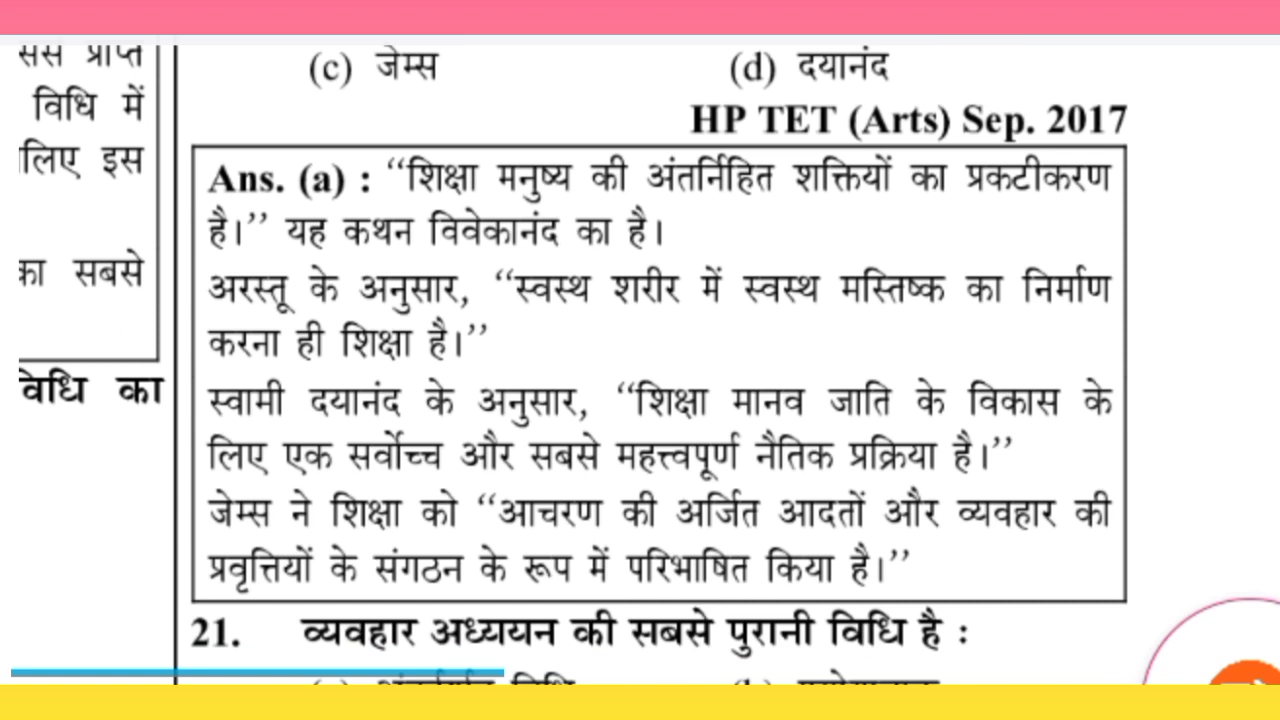 ससे प्राप्त
विधि में
लिए इस
का सबसे
विधि का
(c) जेम्स (d) दयानंद
HP TET (Arts) Sep. 2017
Ans. (a) : ‘‘शिक्षा मनुष्य की अंतर्निहित शक्तियों का प्रकटीकरण
है।’’ यह कथन विवेकानंद का है।
अरस्तू के अनुसार, ‘‘स्वस्थ शरीर में स्वस्थ मस्तिष्क का निर्माण
करना ही शिक्षा है।’’
स्वामी दयानंद के अनुसार, ‘‘शिक्षा मानव जाति के विकास के
लिए एक सर्वोच्च और सबसे महत्त्वपूर्ण नैतिक प्रक्रिया है।’’
जेम्स ने शिक्षा को ‘‘आचरण की अर्जित आदतों और व्यवहार की
प्रवृत्तियों के संगठन के रूप में परिभाषित किया है।’’
21. व्यवहार अध्ययन की सबसे पुरानी विधि है :